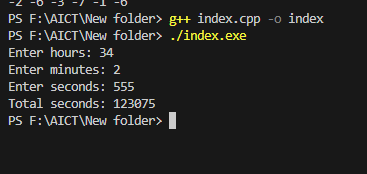 -2 -6 -3 -7 -1 -6
PS F:\AICT\New folder> g++ index.cpp -o index
PS F:\AICT\New folder> ./index.exe
Enter hours: 34
Enter minutes: 2
Enter seconds: 555
Total seconds: 123075
PS F:\AICT\New folder>